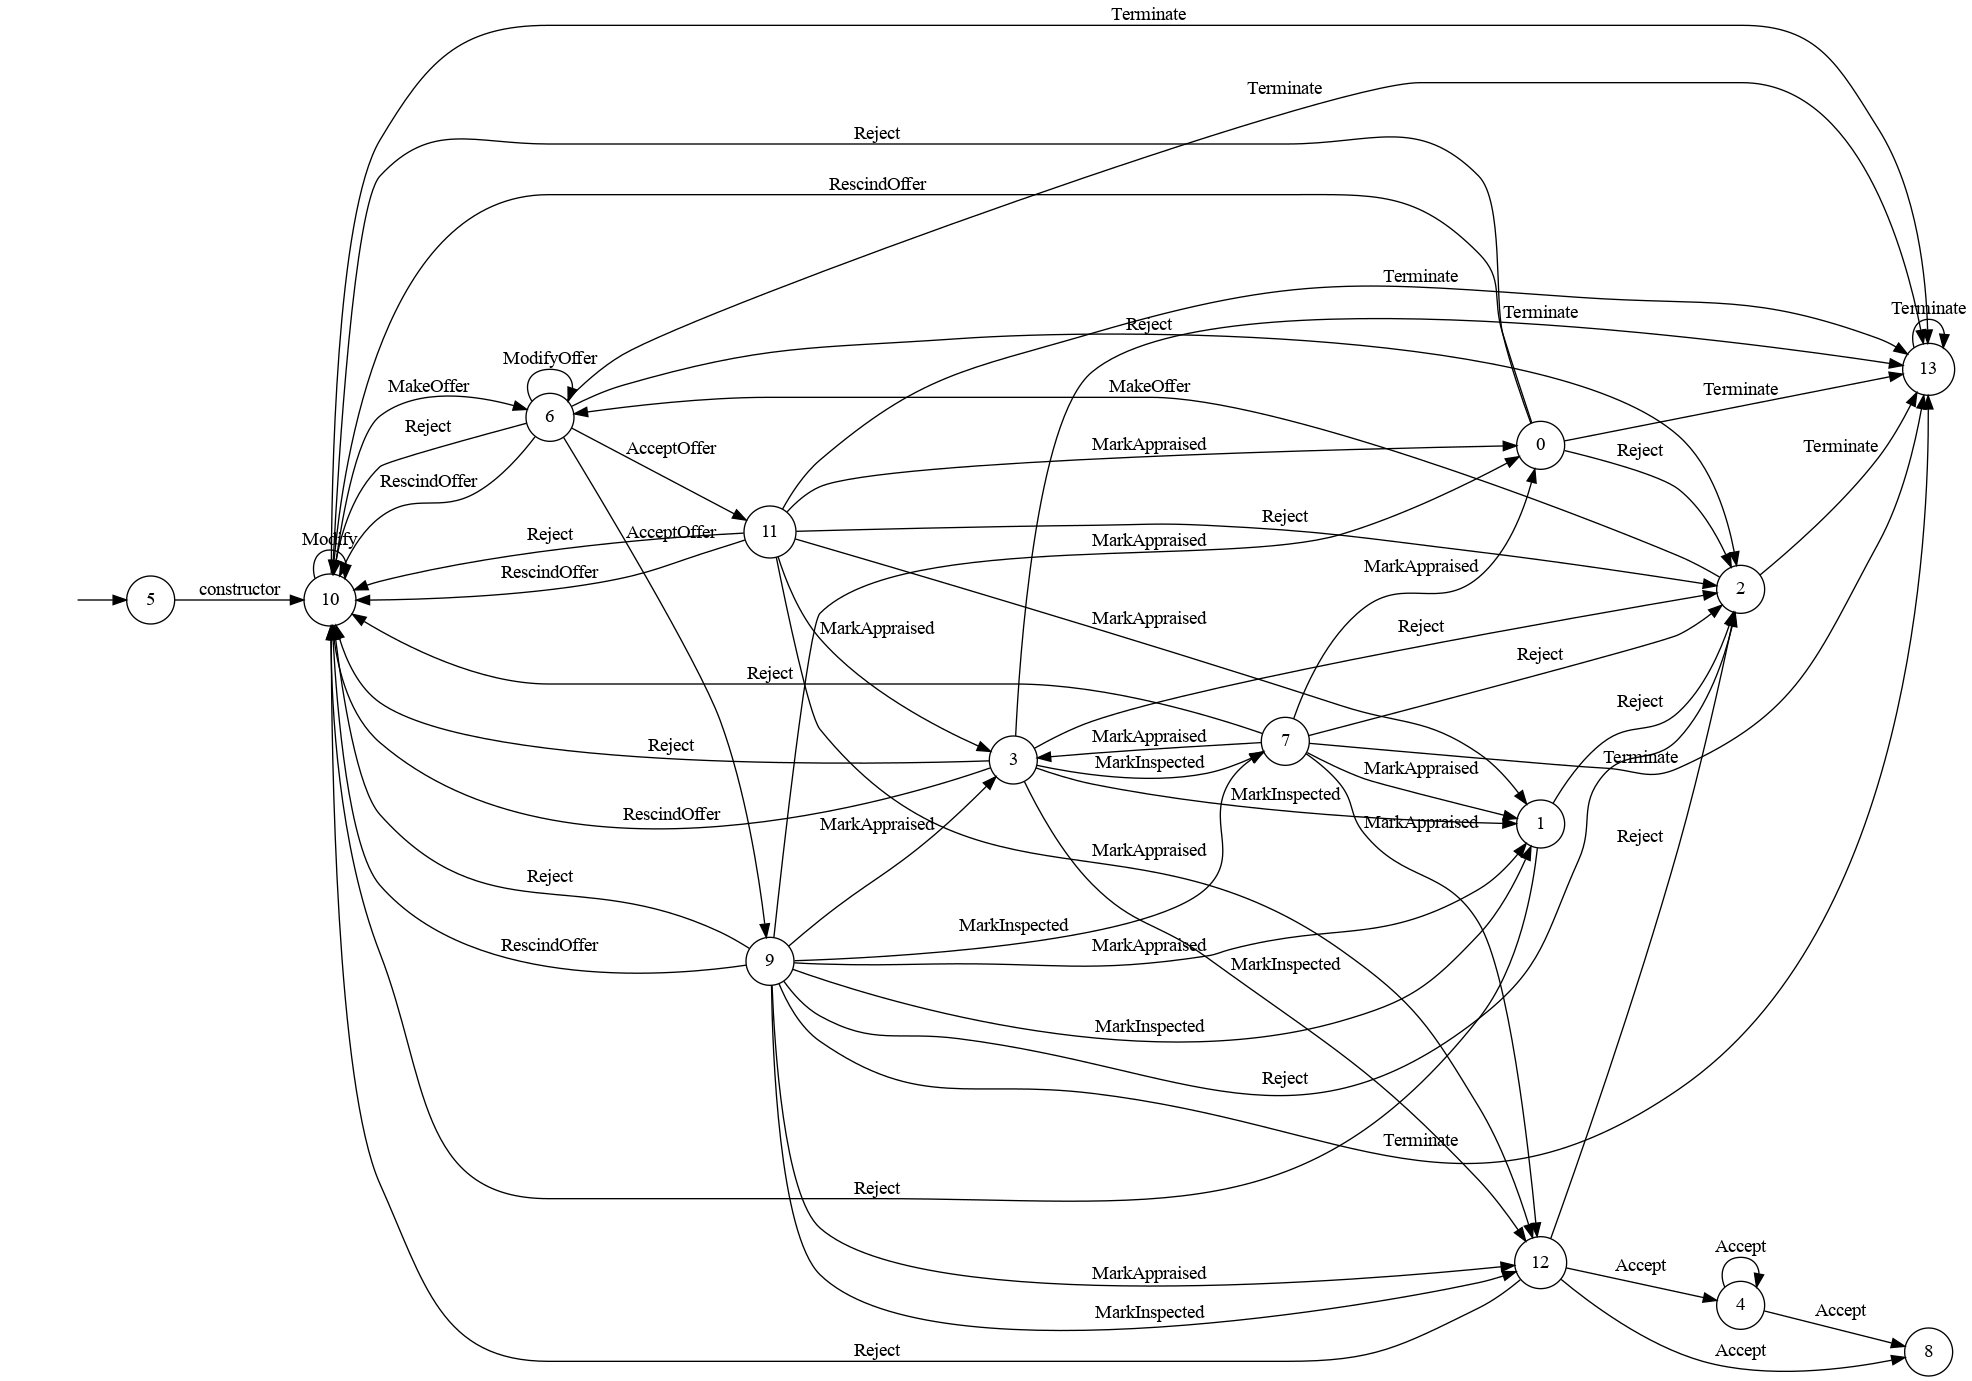 Terminate
Terminate
Reject
RescindOffer
Terminate
Terminate
Terminate
Reject
ModifyOffer
13
MakeOffer
MakeOffer
Terminate
6
Reject
AcceptOffer
MarkAppraised
0
Reject
Terminate
RescindOffer
AcceptOffer
11
Reject
Reject
Modify
MarkAppraised
RescindOffer
MarkAppraised
constructor
5
10
2
MarkAppraised
MarkAppraised
Reject
Reject
Reject
Reject
MarkAppraised
7
Reject
3
MarkInspected
MarkAppraised
Terminate
MarkInspected
RescindOffer
MarkAppraised
MarkAppraised
1
Reject
MarkAppraised
Reject
MarkInspected
RescindOffer
MarkAppraised
9
MarkInspected
MarkInspected
Reject
Terminate
Reject
Accept
MarkAppraised
12
Accept
4
MarkInspected
Accept
Reject
Accept
8